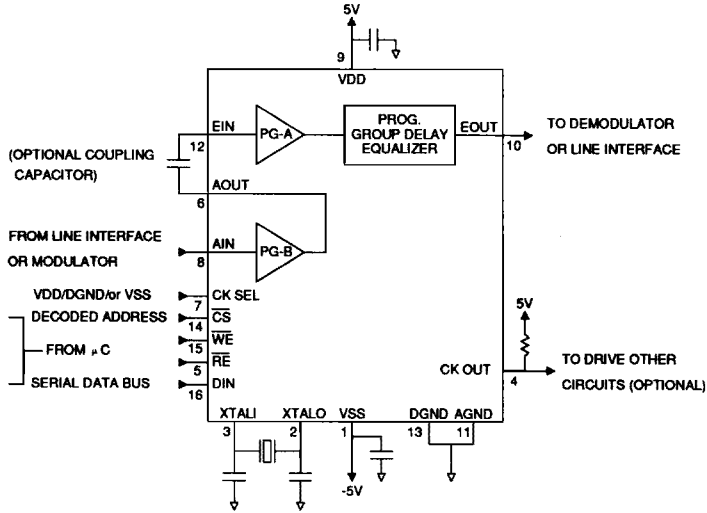 5V
9
VDD
EIN
12
PG-A
PROG.
GROUP DELAY
EQUALIZER
EOUT
10
TO DEMODULATOR
OR LINE INTERFACE
(OPTIONAL COUPLING
CAPACITOR)
AOUT
6
FROM LINE INTERFACE
OR MODULATOR
AIN
8
PG-B
VDD/DGND/or VSS
CK SEL
7
DECODED ADDRESS
CS
14
WE
15
FROM μC
RE
5
SERIAL DATA BUS
DIN
16
5V
CK OUT
4
TO DRIVE OTHER
CIRCUITS (OPTIONAL)
XTALI
3
XTALO
2
VSS
1
DGND
13
AGND
11
-5V